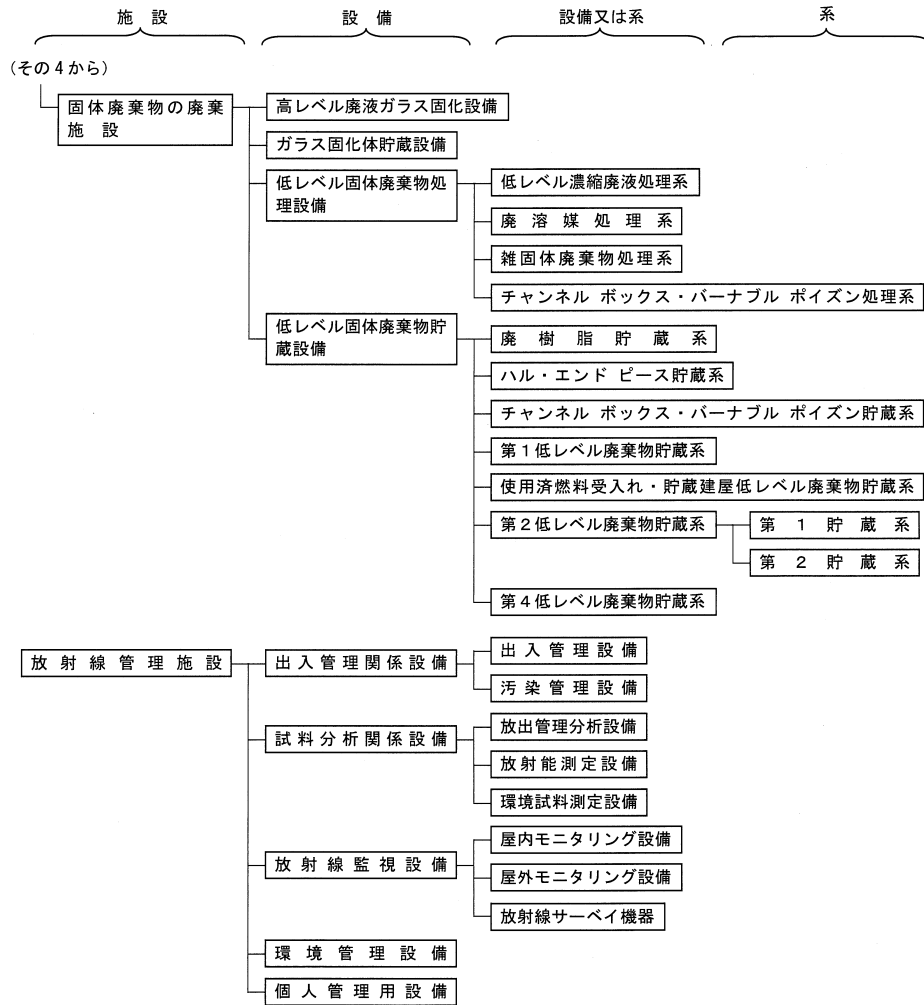 施設　設備　設備又は系　系
(その４から)
固体廃棄物の廃棄
施設
高レベル廃液ガラス固化設備
ガラス固化体貯蔵設備
低レベル固体廃棄物処
理設備
低レベル濃縮廃液処理系
廃溶媒処理系
雑固体廃棄物処理系
チャンネル ボックス・バーナブル ポイズン処理系
低レベル固体廃棄物貯
蔵設備
廃樹脂貯蔵系
ハル・エンド ピース貯蔵系
チャンネル ボックス・バーナブル ポイズン貯蔵系
第１低レベル廃棄物貯蔵系
使用済燃料受入れ・貯蔵建屋低レベル廃棄物貯蔵系
第２低レベル廃棄物貯蔵系
第１貯蔵系
第２貯蔵系
第４低レベル廃棄物貯蔵系
放射線管理施設
出入管理関係設備
出入管理設備
汚染管理設備
試料分析関係設備
放出管理分析設備
放射能測定設備
環境試料測定設備
放射線監視設備
屋内モニタリング設備
屋外モニタリング設備
放射線サーベイ機器
環境管理設備
個人管理用設備